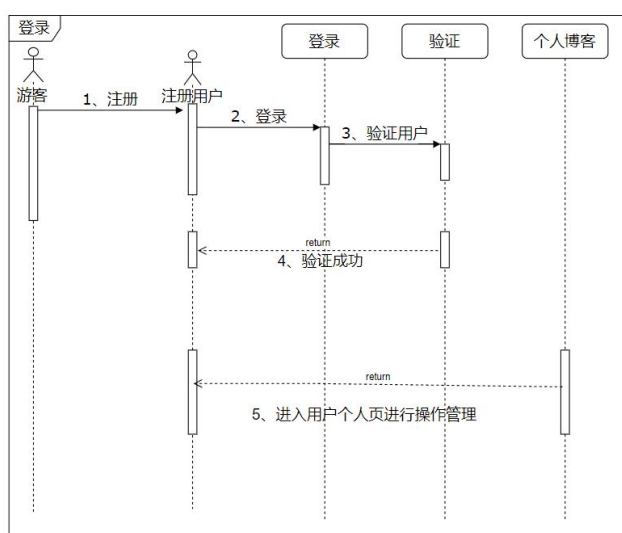 登录
登录
验证
个人博客
游客
注册用户
1、注册
2、登录
3、验证用户
return
4、验证成功
return
5、进入用户个人页进行操作管理